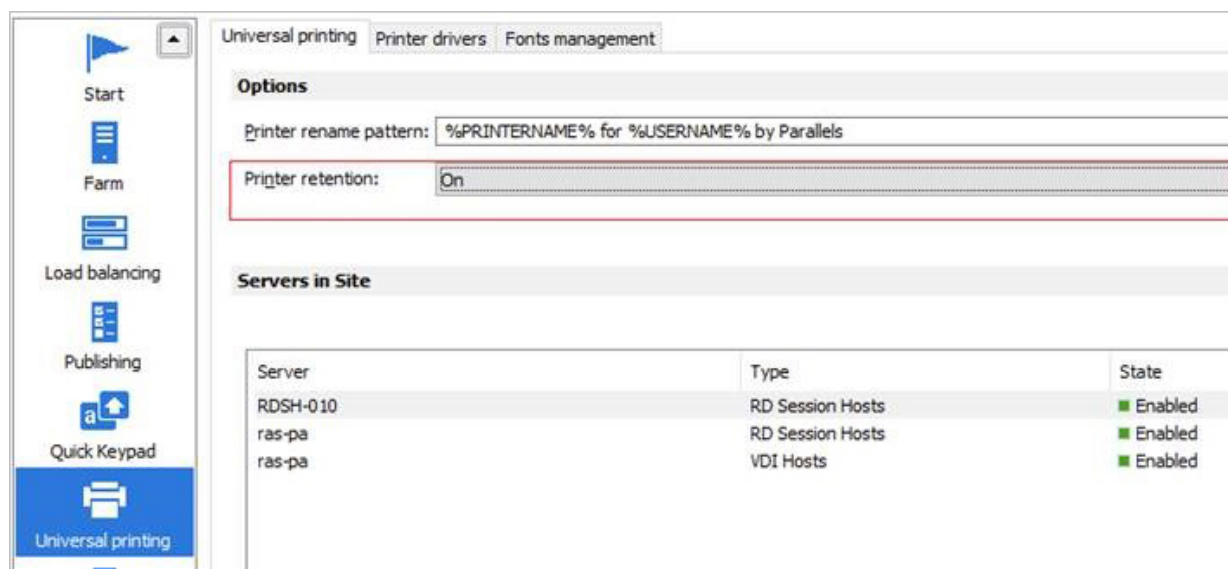 Start
Farm
Load balancing
Publishing
a
Quick Keypad
Universal printing
Universal printing Printer drivers Fonts management
Options
Printer rename pattern: %PRINTERNAME% for %USERNAME% by Parallels
Printer retention: On
Servers in Site
Server Type State
RDSH-010 RD Session Hosts Enabled
ras-pa RD Session Hosts Enabled
ras-pa VDI Hosts Enabled